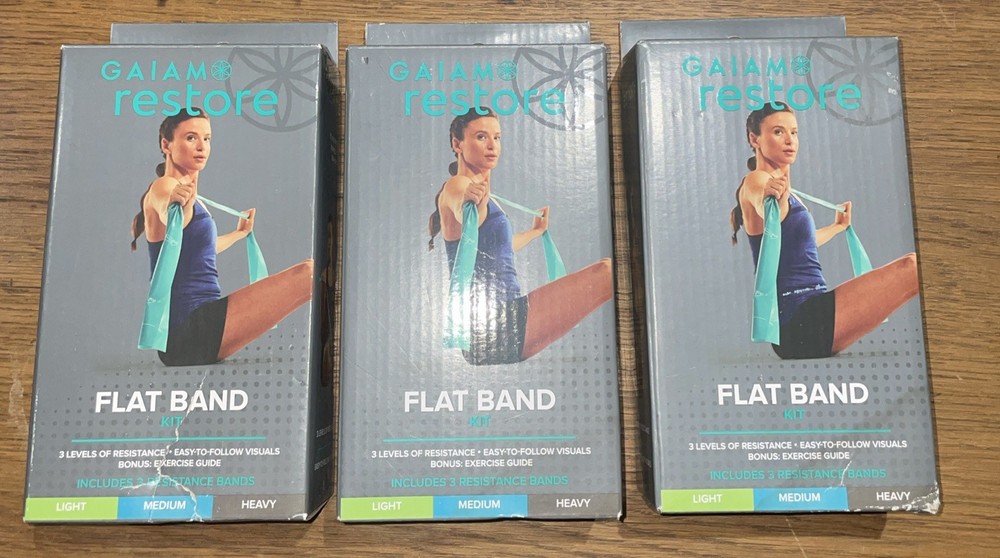 GAIAM
restore
FLAT BAND
KIT
3 LEVELS OF RESISTANCE • EASY-TO-FOLLOW VISUALS
BONUS: EXERCISE GUIDE
INCLUDES 3 RESISTANCE BANDS
LIGHT MEDIUM HEAVY
GAIAM
restore
FLAT BAND
KIT
3 LEVELS OF RESISTANCE • EASY-TO-FOLLOW VISUALS
BONUS: EXERCISE GUIDE
INCLUDES 3 RESISTANCE BANDS
LIGHT MEDIUM HEAVY
GAIAM
restore
FLAT BAND
KIT
3 LEVELS OF RESISTANCE • EASY-TO-FOLLOW VISUALS
BONUS: EXERCISE GUIDE
INCLUDES 3 RESISTANCE BANDS
LIGHT MEDIUM HEAVY